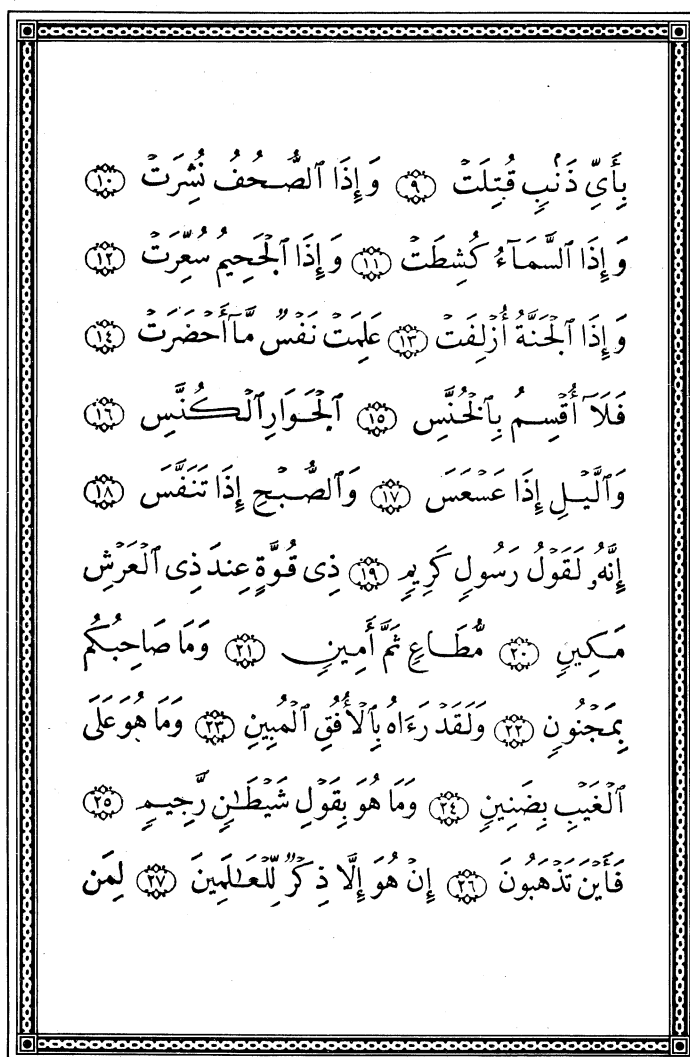 بِأَيِّ ذَنۢبٖ قُتِلَتۡ ۝٩ وَإِذَا ٱلصُّحُفُ نُشِرَتۡ ۝١٠
وَإِذَا ٱلسَّمَآءُ كُشِطَتۡ ۝١١ وَإِذَا ٱلۡجَحِيمُ سُعِّرَتۡ ۝١٢
وَإِذَا ٱلۡجَنَّةُ أُزۡلِفَتۡ ۝١٣ عَلِمَتۡ نَفۡسٞ مَّآ أَحۡضَرَتۡ ۝١٤
فَلَآ أُقۡسِمُ بِٱلۡخُنَّسِ ۝١٥ ٱلۡجَوَارِ ٱلۡكُنَّسِ ۝١٦
وَٱلَّيۡلِ إِذَا عَسۡعَسَ ۝١٧ وَٱلصُّبۡحِ إِذَا تَنَفَّسَ ۝١٨
إِنَّهُۥ لَقَوۡلُ رَسُولٖ كَرِيمٖ ۝١٩ ذِي قُوَّةٍ عِندَ ذِي ٱلۡعَرۡشِ
مَكِينٖ ۝٢٠ مُّطَاعٖ ثَمَّ أَمِينٖ ۝٢١ وَمَا صَاحِبُكُم
بِمَجۡنُونٖ ۝٢٢ وَلَقَدۡ رَءَاهُ بِٱلۡأُفُقِ ٱلۡمُبِينِ ۝٢٣ وَمَا هُوَ عَلَى
ٱلۡغَيۡبِ بِضَنِينٖ ۝٢٤ وَمَا هُوَ بِقَوۡلِ شَيۡطَٰنٖ رَّجِيمٖ ۝٢٥
فَأَيۡنَ تَذۡهَبُونَ ۝٢٦ إِنۡ هُوَ إِلَّا ذِكۡرٞ لِّلۡعَٰلَمِينَ ۝٢٧ لِمَن